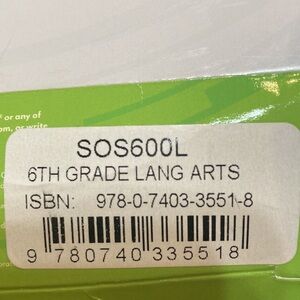 or any of
om, or write
SOS600L
6TH GRADE LANG ARTS
ISBN: 978-0-7403-3551-8
9 780740 335518